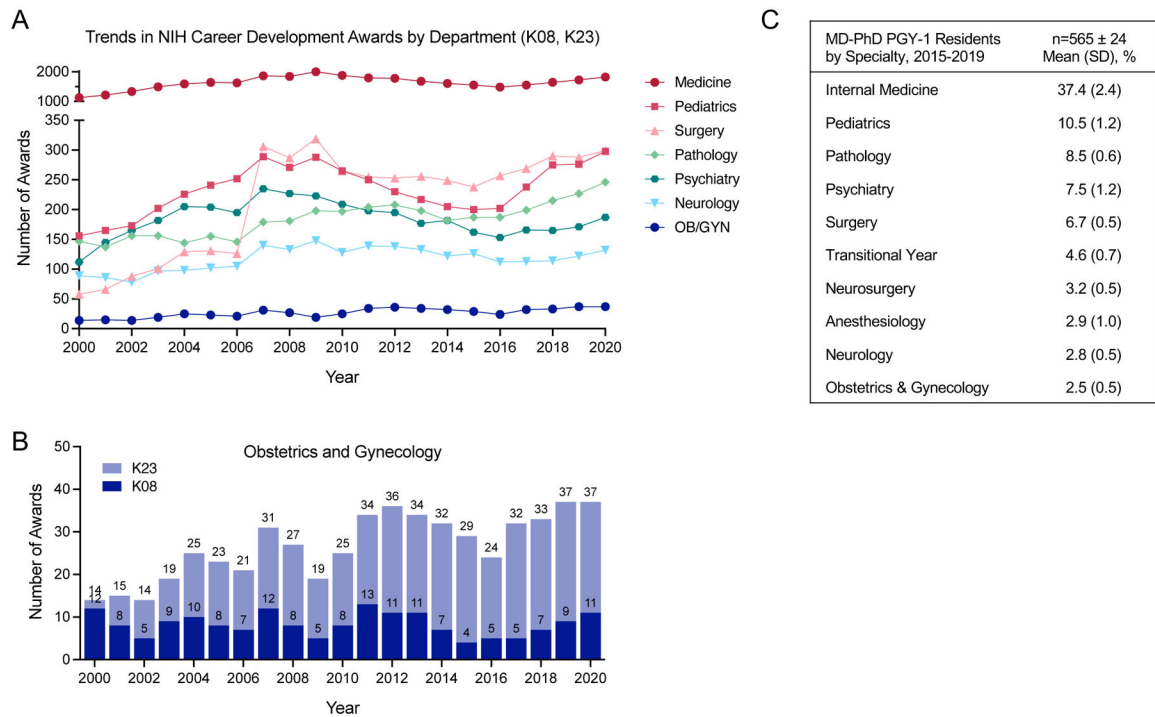 A
Trends in NIH Career Development Awards by Department (K08, K23)
2000
1000
350
300
250
200
150
100
50
0
Number of Awards
2000 2002 2004 2006 2008 2010 2012 2014 2016 2018 2020
Year
Medicine
Pediatrics
Surgery
Pathology
Psychiatry
Neurology
OB/GYN
C
MD-PhD PGY-1 Residents n=565 ± 24
by Specialty, 2015-2019 Mean (SD), %
Internal Medicine 37.4 (2.4)
Pediatrics 10.5 (1.2)
Pathology 8.5 (0.6)
Psychiatry 7.5 (1.2)
Surgery 6.7 (0.5)
Transitional Year 4.6 (0.7)
Neurosurgery 3.2 (0.5)
Anesthesiology 2.9 (1.0)
Neurology 2.8 (0.5)
Obstetrics & Gynecology 2.5 (0.5)
B
Obstetrics and Gynecology
K23
K08
50
40
30
20
10
0
Number of Awards
14 15 14 19 25 23 21 31 27 19 25 34 36 34 32 29 24 32 33 37 37
12 8 5 9 10 8 7 12 8 5 8 13 11 11 7 4 5 5 7 9 11
2000 2002 2004 2006 2008 2010 2012 2014 2016 2018 2020
Year